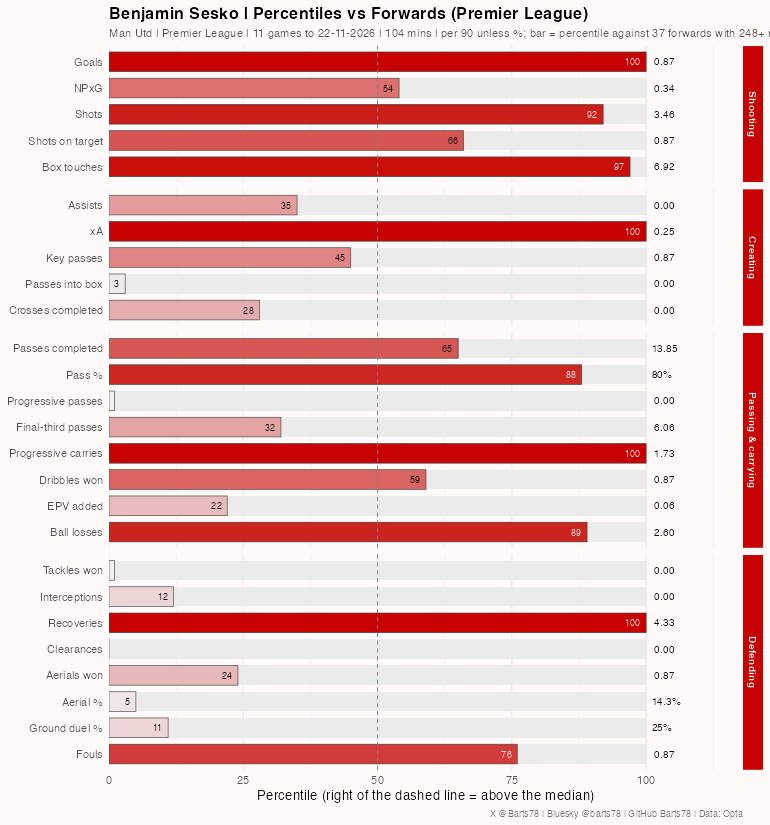 Benjamin Sesko | Percentiles vs Forwards (Premier League)
Man Utd | Premier League | 11 games to 22-11-2026 | 104 mins | per 90 unless %; bar = percentile against 37 forwards with 248+
Goals 100 0.87
NPxG 54 0.34
Shots 92 3.46
Shots on target 66 0.87
Box touches 97 6.92
Shooting
Assists 35 0.00
xA 100 0.25
Key passes 45 0.87
Passes into box 3 0.00
Crosses completed 28 0.00
Creating
Passes completed 65 13.85
Pass % 88 80%
Progressive passes 0.00
Final-third passes 32 6.06
Progressive carries 100 1.73
Dribbles won 59 0.87
EPV added 22 0.06
Ball losses 89 2.60
Passing & carrying
Tackles won 0.00
Interceptions 12 0.00
Recoveries 100 4.33
Clearances 0.00
Aerials won 24 0.87
Aerial % 5 14.3%
Ground duel % 11 25%
Fouls 76 0.87
Defending
0 25 50 75 100
Percentile (right of the dashed line = above the median)
X @Barts78 | Bluesky @barts78 | GitHub Barts78 | Data: Opta